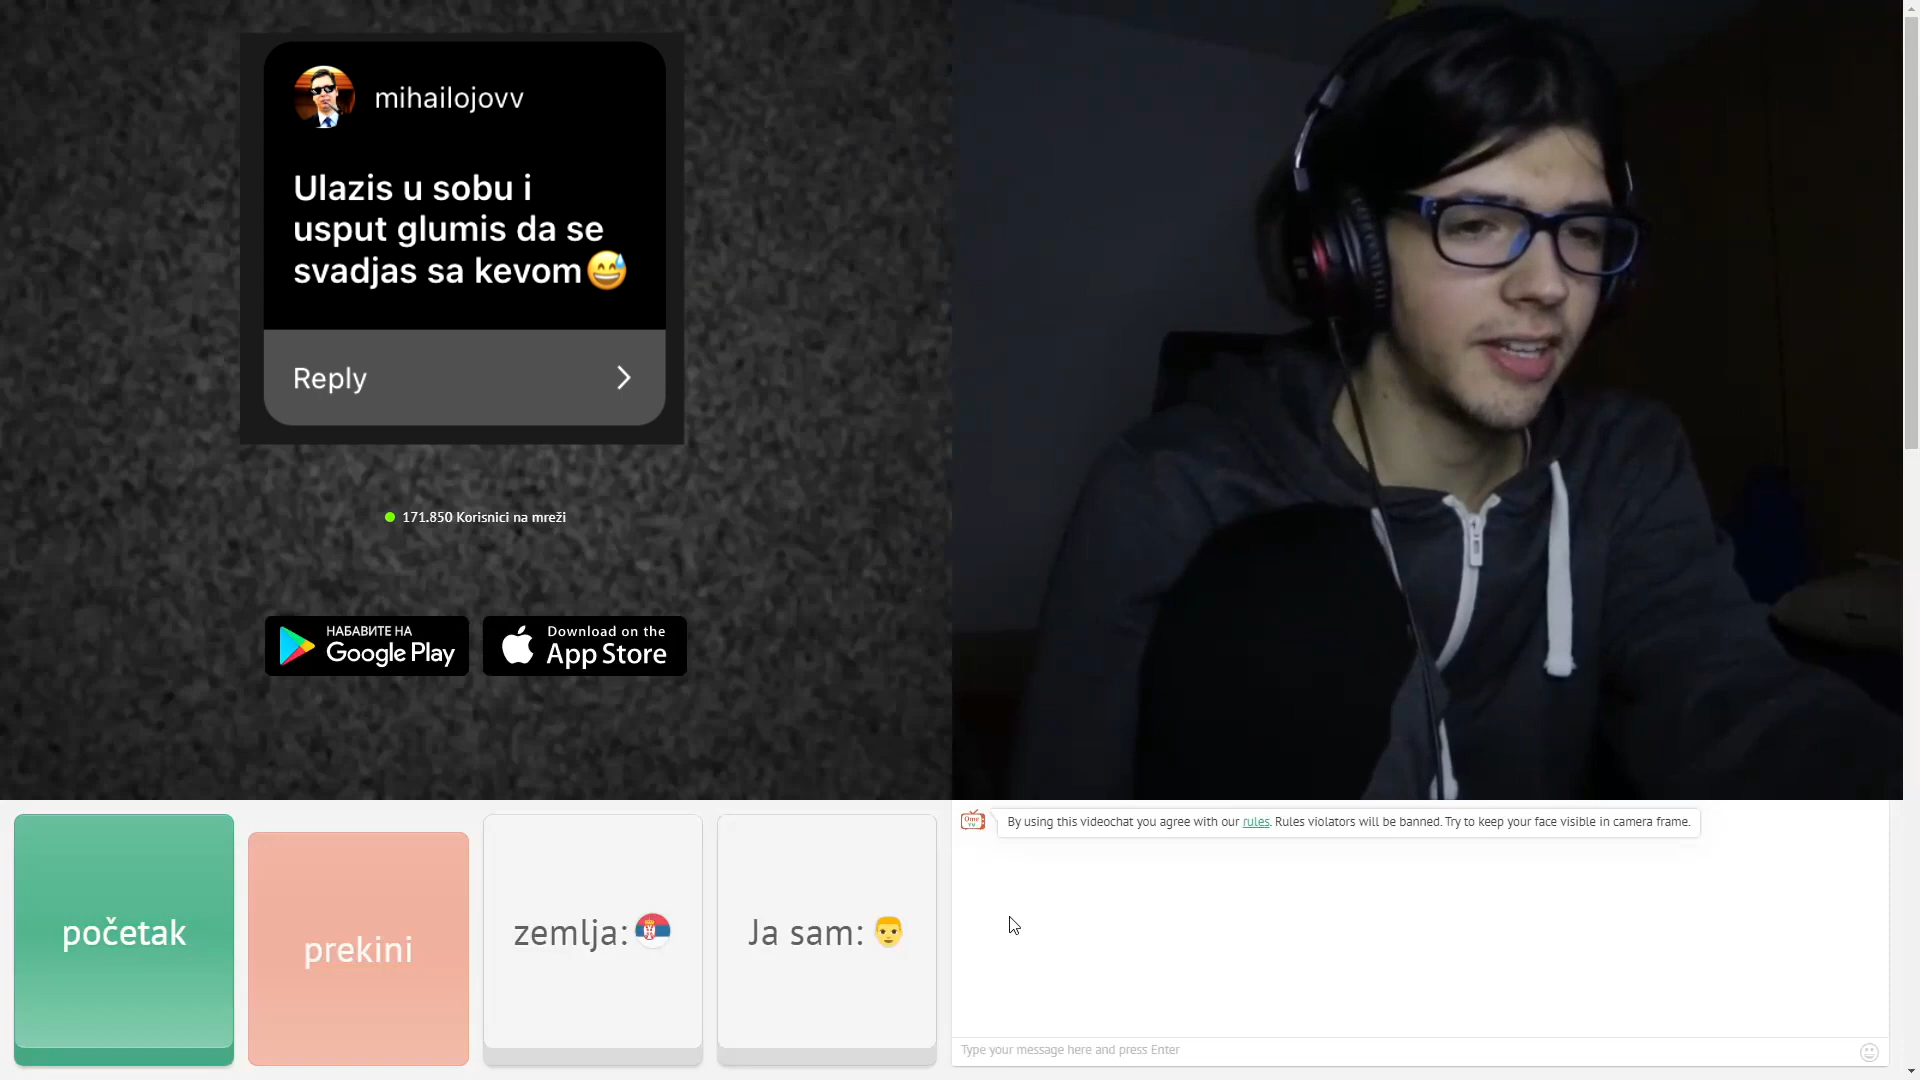 mihailojovv
Ulazis u sobu i
usput glumis da se
svadjas sa kevom😅
Reply
171.850 Korisnici na mreži
НАБАВИТЕ НА
Google Play
Download on the
App Store
početak
prekini
zemlja:
Ja sam:
Ome
TV
By using this videochat you agree with our rules. Rules violators will be banned. Try to keep your face visible in camera frame.
Type your message here and press Enter